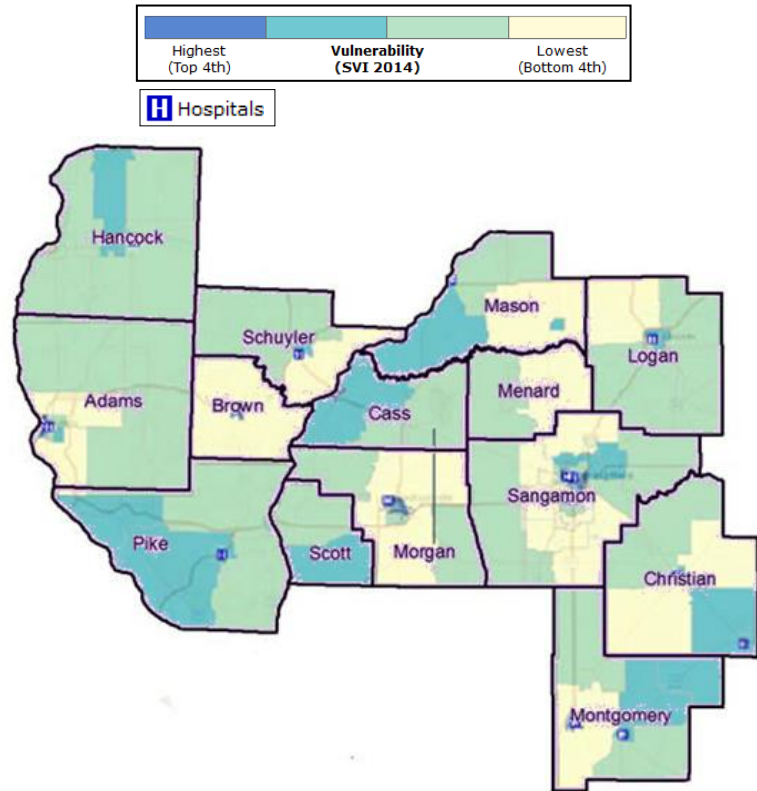 Highest
(Top 4th)
Vulnerability
(SVI 2014)
Lowest
(Bottom 4th)
H Hospitals
Hancock
Mason
Schuyler
Logan
Adams
Brown
Cass
Menard
Sangamon
Pike
Scott
Morgan
Christian
Montgomery